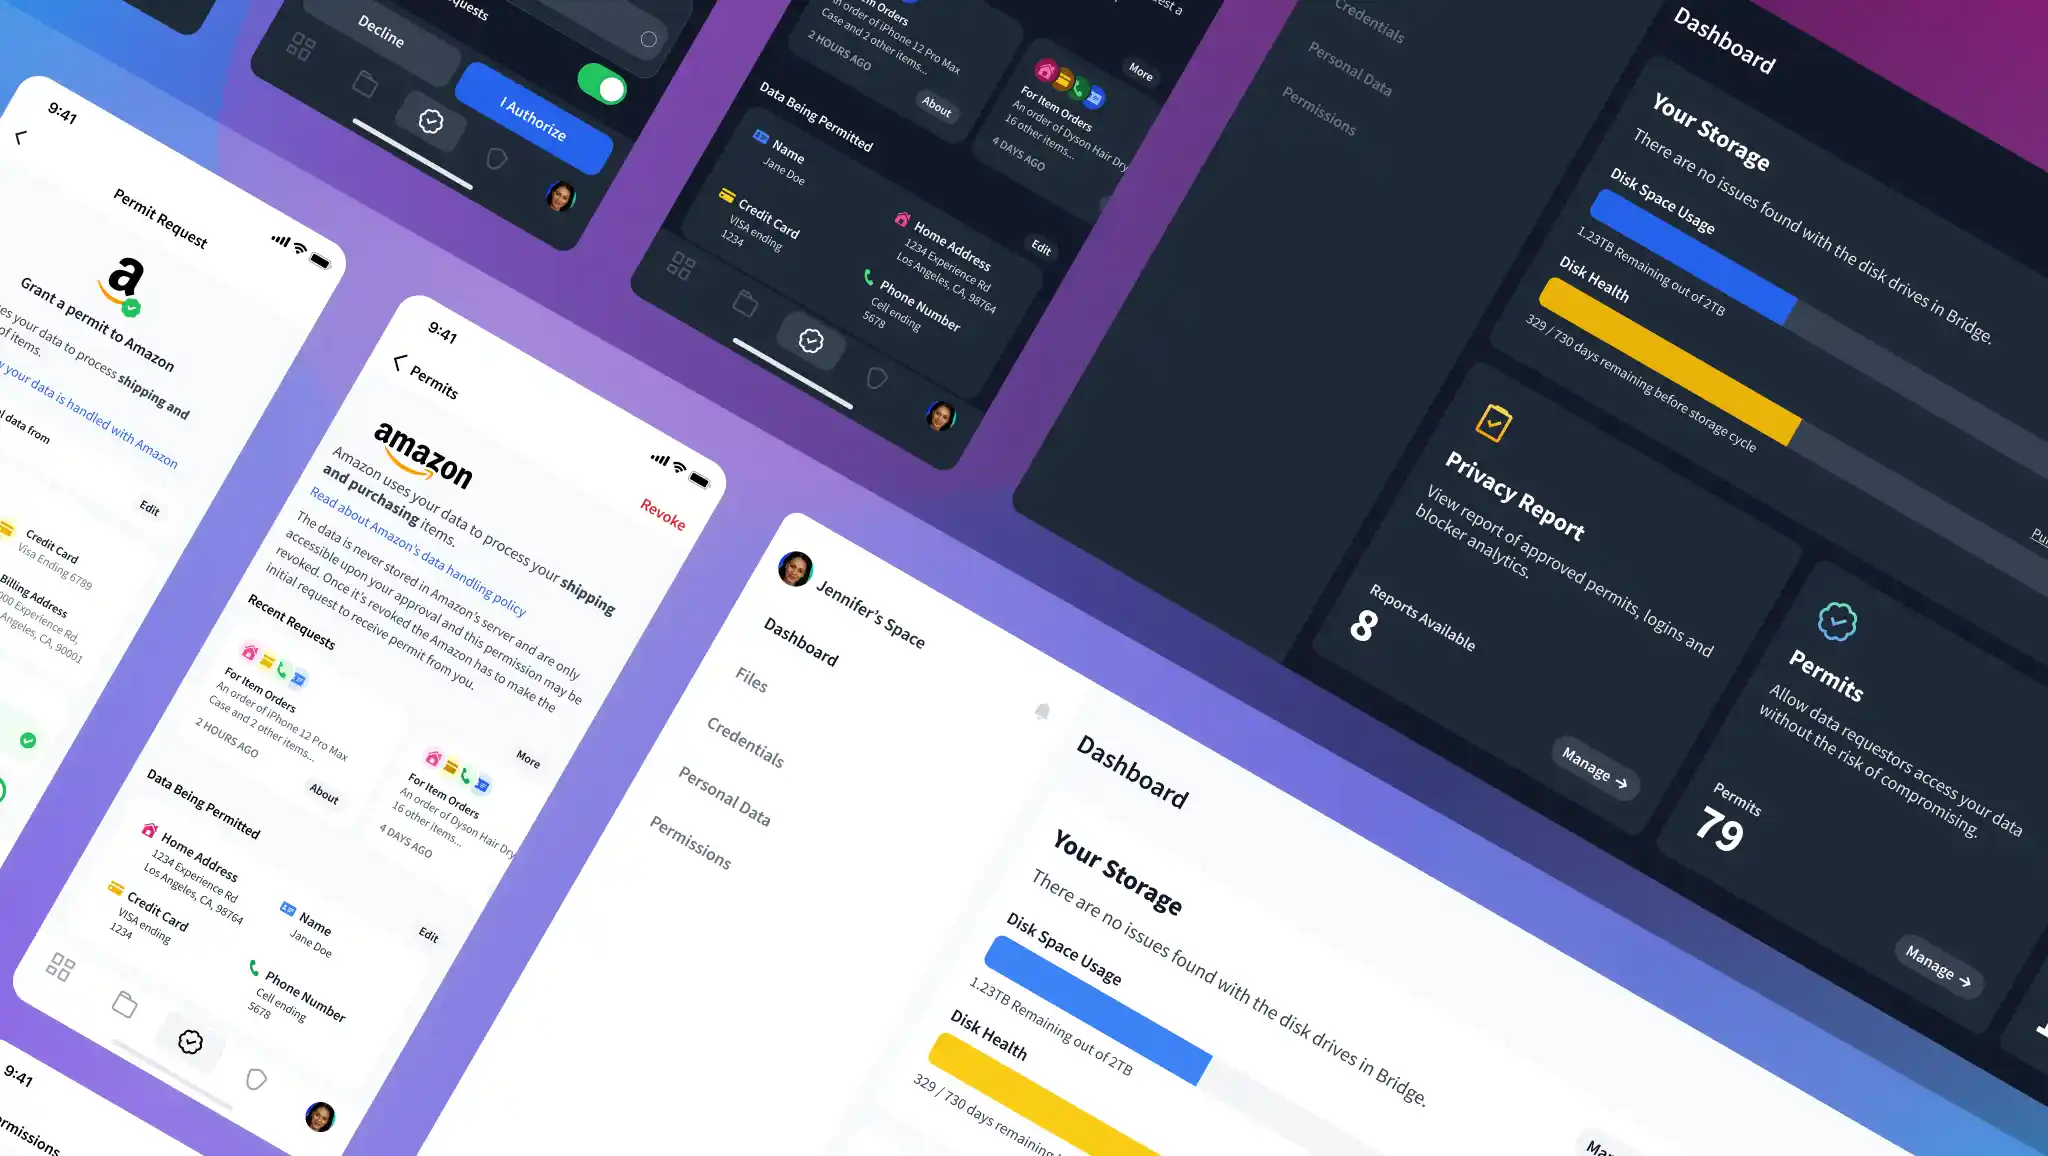 quests
Decline
I Authorize
n order of iPhone 12 Pro Max
Case and 2 other items...
2 HOURS AGO
About
est a
More
For Item Orders
An order of Dyson Hair Dry
16 other items...
4 DAYS AGO
Data Being Permitted
Name
Jane Doe
Credit Card
VISA ending
1234
Edit
Home Address
1234 Experience Rd
Los Angeles, CA, 98764
Phone Number
Cell ending
5678
Credentials
Personal Data
Permissions
Dashboard
Your Storage
There are no issues found with the disk drives in Bridge.
Disk Space Usage
1.23TB Remaining out of 2TB
Disk Health
329 / 730 days remaining before storage cycle
Privacy Report
View report of approved permits, logins and
blocker analytics.
Reports Available
8
Manage →
Permits
Allow data requestors access your data
without the risk of compromising.
Permits
79
Manage →
9:41
Permit Request
a
Grant a permit to Amazon
es your data to process shipping and
of items.
your data is handled with Amazon
data from
Edit
Credit Card
Visa Ending 6789
Billing Address
000 Experience Rd,
Angeles, CA, 90001
9:41
Permits
amazon
Revoke
Amazon uses your data to process your shipping
and purchasing items.
Read about Amazon's data handling policy
The data is never stored in Amazon's server and are only
accessible upon your approval and this permission may be
revoked. Once it's revoked the Amazon has to make the
initial request to receive permit from you.
Recent Requests
More
For Item Orders
An order of iPhone 12 Pro Max
Case and 2 other items...
2 HOURS AGO
About
For Item Orders
An order of Dyson Hair Dry
16 other items...
4 DAYS AGO
Data Being Permitted
Edit
Home Address
1234 Experience Rd
Los Angeles, CA, 98764
Name
Jane Doe
Credit Card
VISA ending
1234
Phone Number
Cell ending
5678
9:41
ermissions
Jennifer's Space
Dashboard
Files
Credentials
Personal Data
Permissions
Dashboard
Your Storage
There are no issues found with the disk drives in Bridge.
Disk Space Usage
1.23TB Remaining out of 2TB
Disk Health
329 / 730 days remaining